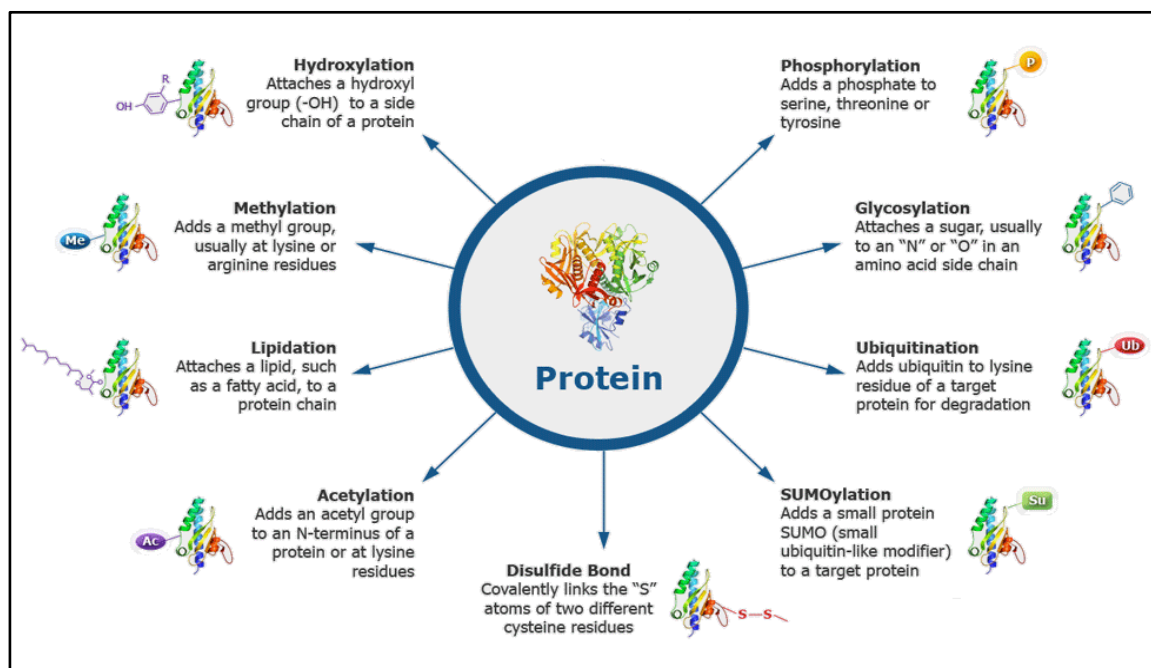 Hydroxylation
Attaches a hydroxyl
group (-OH) to a side
chain of a protein
R
OH
Phosphorylation
Adds a phosphate to
serine, threonine or
tyrosine
P
Methylation
Adds a methyl group,
usually at lysine or
arginine residues
Me
Glycosylation
Attaches a sugar, usually
to an “N” or “O” in an
amino acid side chain
Protein
Lipidation
Attaches a lipid, such
as a fatty acid, to a
protein chain
Ubiquitination
Adds ubiquitin to lysine
residue of a target
protein for degradation
Ub
Acetylation
Adds an acetyl group
to an N-terminus of a
protein or at lysine
residues
Ac
SUMOylation
Adds a small protein
SUMO (small
ubiquitin-like modifier)
to a target protein
Su
Disulfide Bond
Covalently links the “S”
atoms of two different
cysteine residues
S—S